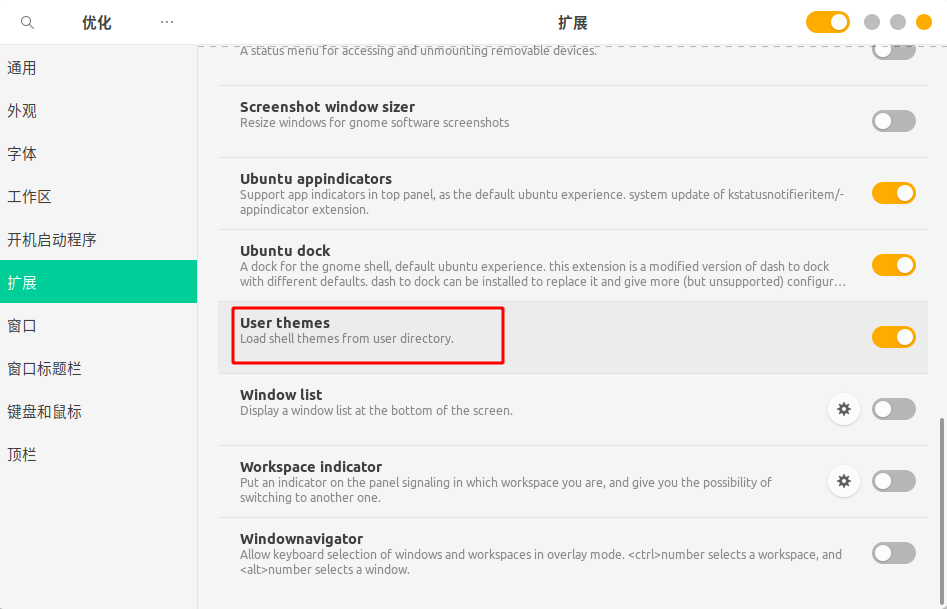 优化
...
扩展
通用
外观
字体
工作区
开机启动程序
扩展
窗口
窗口标题栏
键盘和鼠标
顶栏
A status menu for accessing and unmounting removable devices.
Screenshot window sizer
Resize windows for gnome software screenshots
Ubuntu appindicators
Support app indicators in top panel, as the default ubuntu experience. system update of kstatusnotifieritem/-
appindicator extension.
Ubuntu dock
A dock for the gnome shell, default ubuntu experience. this extension is a modified version of dash to dock
with different defaults. dash to dock can be installed to replace it and give more (but unsupported) configur…
User themes
Load shell themes from user directory.
Window list
Display a window list at the bottom of the screen.
Workspace indicator
Put an indicator on the panel signaling in which workspace you are, and give you the possibility of
switching to another one.
Windownavigator
Allow keyboard selection of windows and workspaces in overlay mode. <ctrl>number selects a workspace, and
<alt>number selects a window.